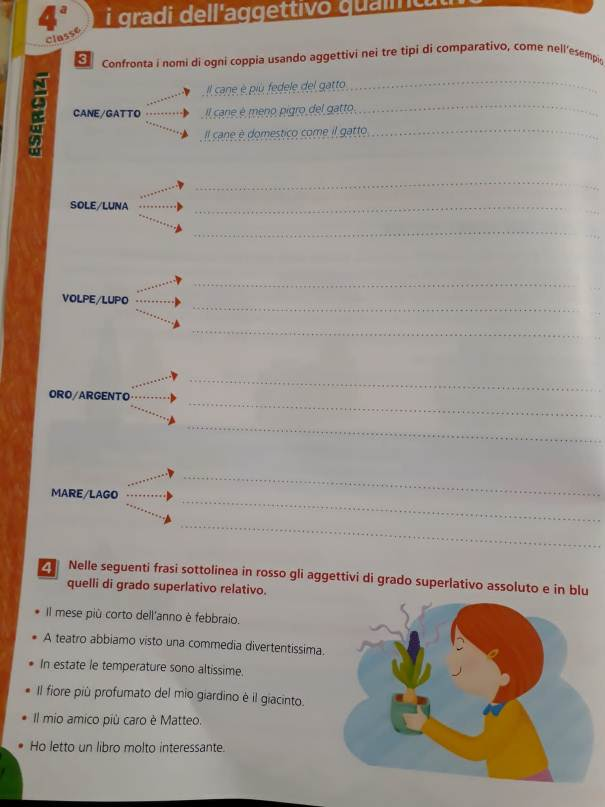 4ª
classe
i gradi dell'aggettivo
ESERCIZI
3 Confronta i nomi di ogni coppia usando aggettivi nei tre tipi di comparativo, come nell'esempio
Il cane è più fedele del gatto.
CANE/GATTO
Il cane è meno pigro del gatto.
Il cane è domestico come il gatto.
SOLE/LUNA
VOLPE/LUPO
ORO/ARGENTO
MARE/LAGO
4 Nelle seguenti frasi sottolinea in rosso gli aggettivi di grado superlativo assoluto e in blu
quelli di grado superlativo relativo.
• Il mese più corto dell'anno è febbraio.
• A teatro abbiamo visto una commedia divertentissima.
• In estate le temperature sono altissime.
• Il fiore più profumato del mio giardino è il giacinto.
• Il mio amico più caro è Matteo.
• Ho letto un libro molto interessante.